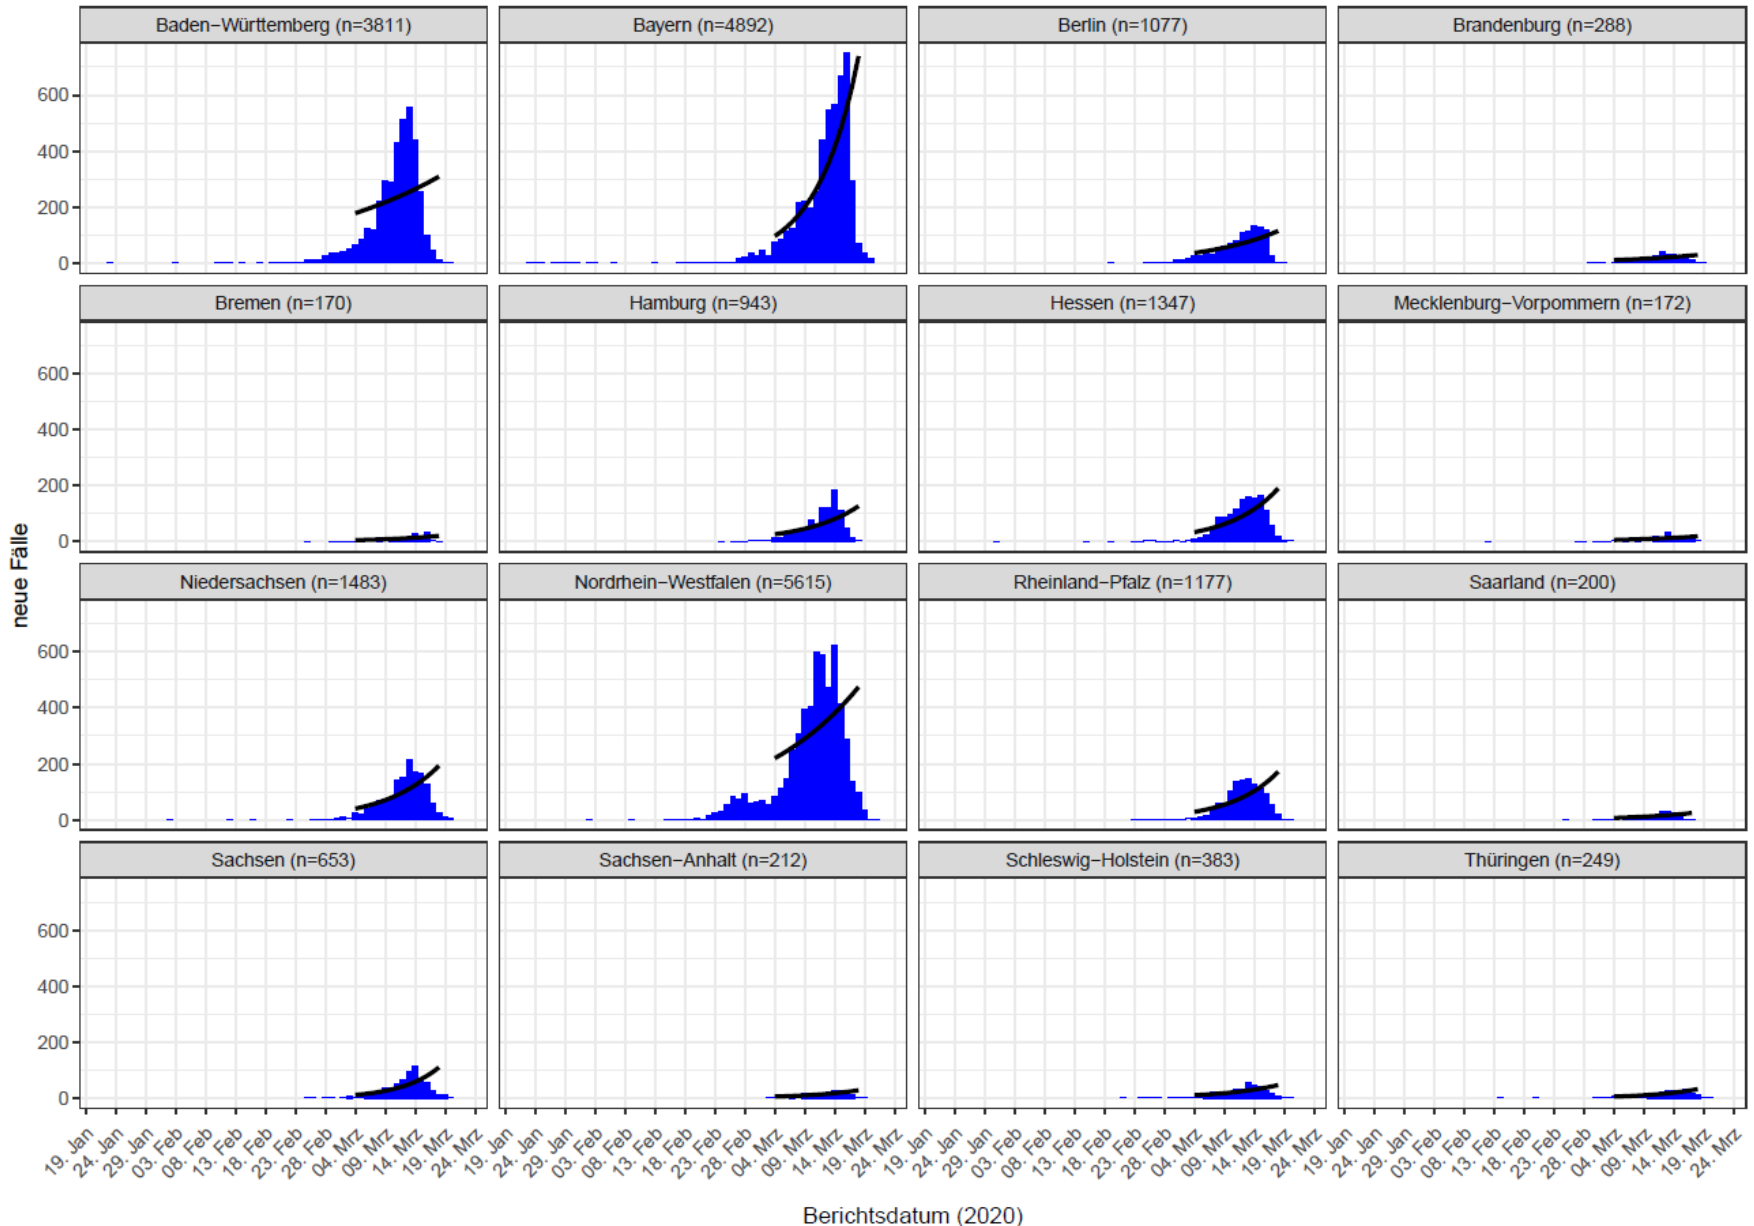 Baden−Württemberg (n=3811)
Bayern (n=4892)
Berlin (n=1077)
Brandenburg (n=288)
600
400
200
0
Bremen (n=170)
Hamburg (n=943)
Hessen (n=1347)
Mecklenburg−Vorpommern (n=172)
600
400
200
0
neue Fälle
Niedersachsen (n=1483)
Nordrhein−Westfalen (n=5615)
Rheinland−Pfalz (n=1177)
Saarland (n=200)
600
400
200
0
Sachsen (n=653)
Sachsen−Anhalt (n=212)
Schleswig−Holstein (n=383)
Thüringen (n=249)
600
400
200
0
19. Jan
24. Jan
29. Jan
03. Feb
08. Feb
13. Feb
18. Feb
23. Feb
28. Feb
04. Mrz
09. Mrz
14. Mrz
19. Mrz
24. Mrz
19. Jan
24. Jan
29. Jan
03. Feb
08. Feb
13. Feb
18. Feb
23. Feb
28. Feb
04. Mrz
09. Mrz
14. Mrz
19. Mrz
24. Mrz
19. Jan
24. Jan
29. Jan
03. Feb
08. Feb
13. Feb
18. Feb
23. Feb
28. Feb
04. Mrz
09. Mrz
14. Mrz
19. Mrz
24. Mrz
19. Jan
24. Jan
29. Jan
03. Feb
08. Feb
13. Feb
18. Feb
23. Feb
28. Feb
04. Mrz
09. Mrz
14. Mrz
19. Mrz
24. Mrz
Berichtsdatum (2020)